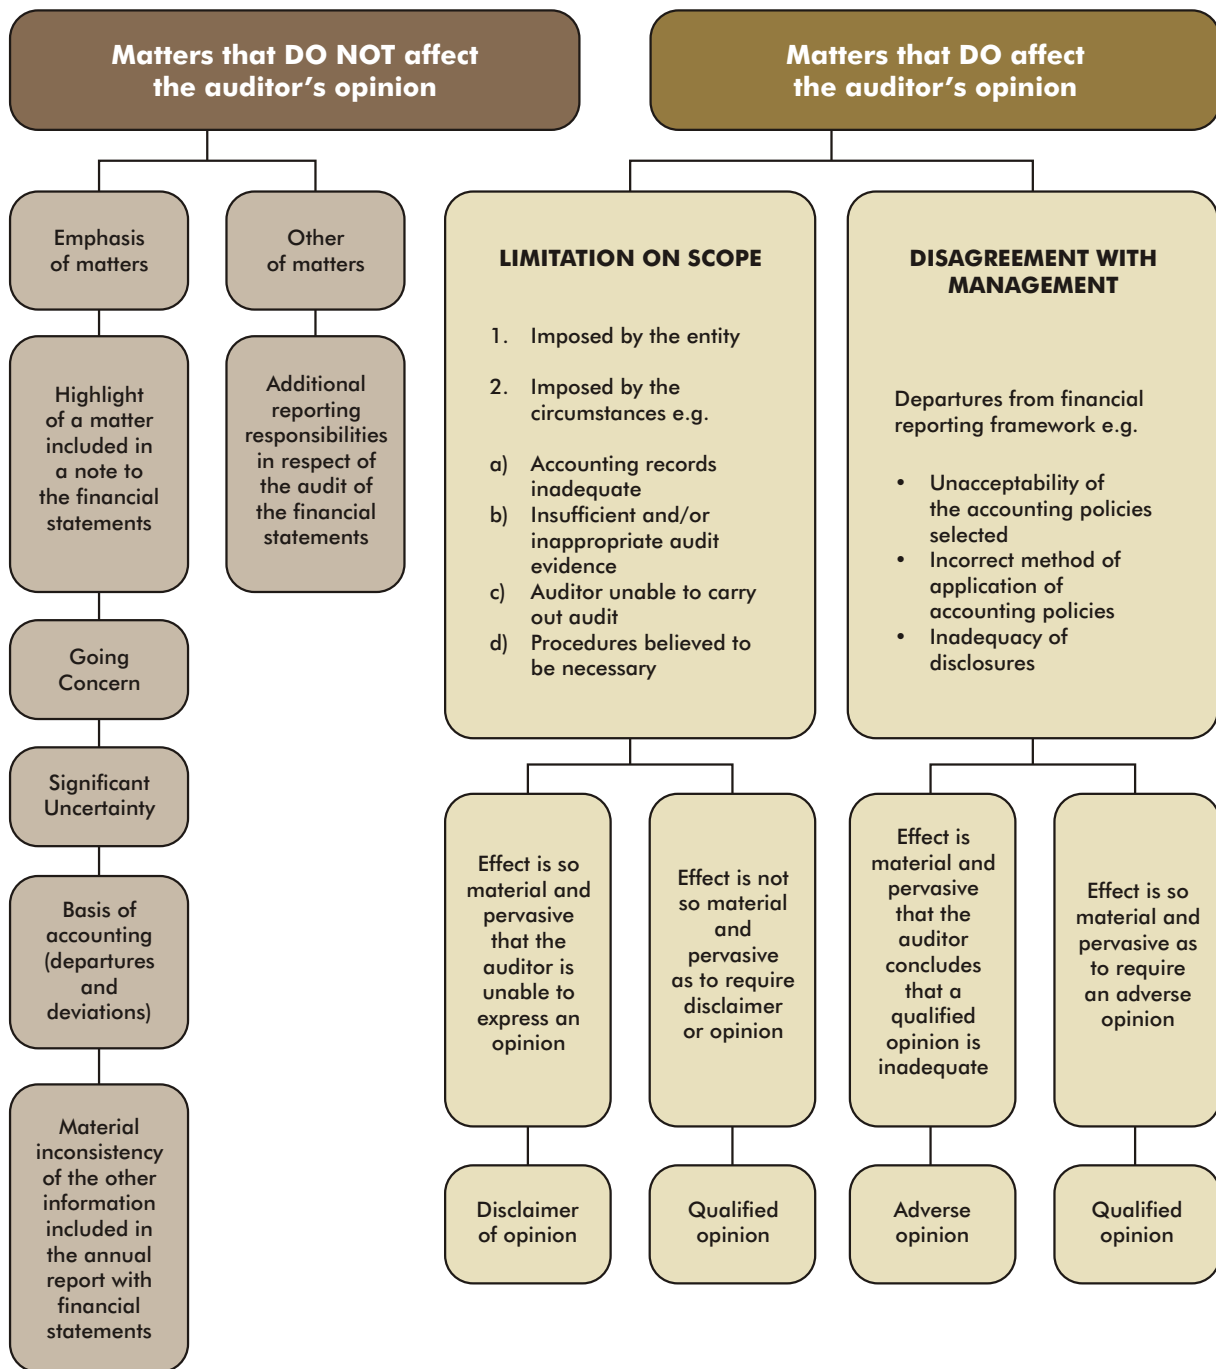 Matters that DO NOT affect
the auditor's opinion
Matters that DO affect
the auditor's opinion
Emphasis
of matters
Other
of matters
Highlight
of a matter
included in
a note to
the financial
statements
Additional
reporting
responsibilities
in respect of
the audit of
the financial
statements
Going
Concern
Significant
Uncertainty
Basis of
accounting
(departures
and
deviations)
Material
inconsistency
of the other
information
included in
the annual
report with
financial
statements
LIMITATION ON SCOPE
1. Imposed by the entity
2. Imposed by the
circumstances e.g.
a) Accounting records
inadequate
b) Insufficient and/or
inappropriate audit
evidence
c) Auditor unable to carry
out audit
d) Procedures believed to
be necessary
DISAGREEMENT WITH
MANAGEMENT
Departures from financial
reporting framework e.g.
• Unacceptability of
the accounting policies
selected
• Incorrect method of
application of
accounting policies
• Inadequacy of
disclosures
Effect is so
material and
pervasive
that the
auditor is
unable to
express an
opinion
Effect is not
so material
and
pervasive
as to require
disclaimer
or opinion
Effect is
material and
pervasive
that the
auditor
concludes
that a
qualified
opinion is
inadequate
Effect is so
material and
pervasive as
to require
an adverse
opinion
Disclaimer
of opinion
Qualified
opinion
Adverse
opinion
Qualified
opinion